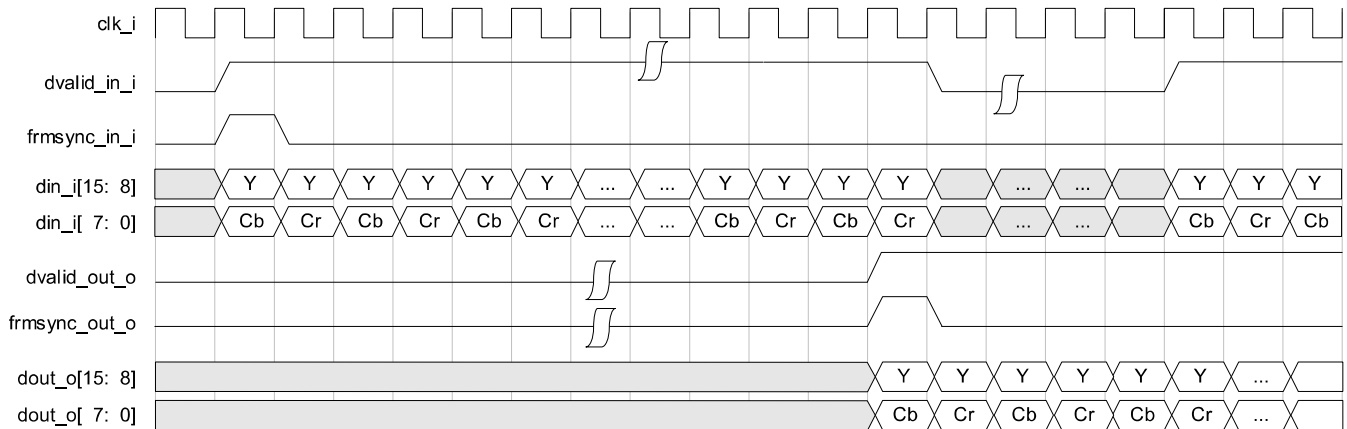 clk_i
dvalid_in_i
frmsync_in_i
din_i[15: 8] Y Y Y Y Y Y ... ... Y Y Y Y ... ... Y Y Y
din_i[ 7: 0] Cb Cr Cb Cr Cb Cr ... ... Cb Cr Cb Cr ... ... Cb Cr Cb
dvalid_out_o
frmsync_out_o
dout_o[15: 8] Y Y Y Y Y Y ...
dout_o[ 7: 0] Cb Cr Cb Cr Cb Cr ...